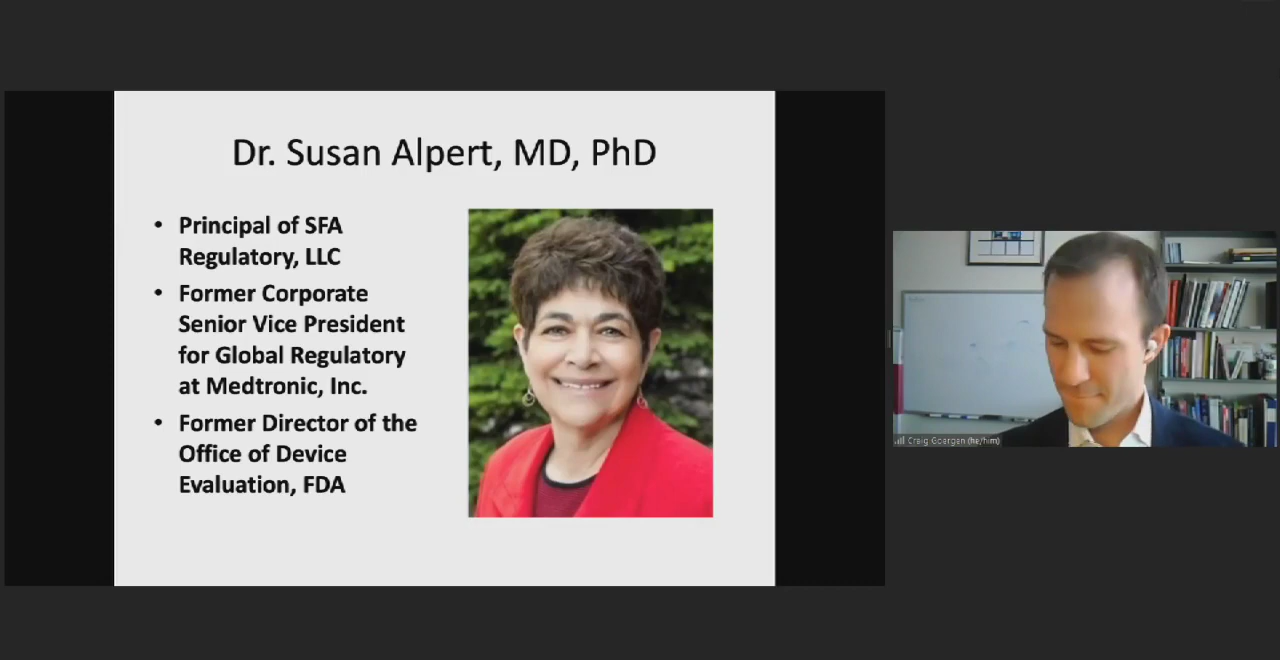 Dr. Susan Alpert, MD, PhD
• Principal of SFA
Regulatory, LLC
• Former Corporate
Senior Vice President
for Global Regulatory
at Medtronic, Inc.
• Former Director of the
Office of Device
Evaluation, FDA
Craig Goergen (he/him)